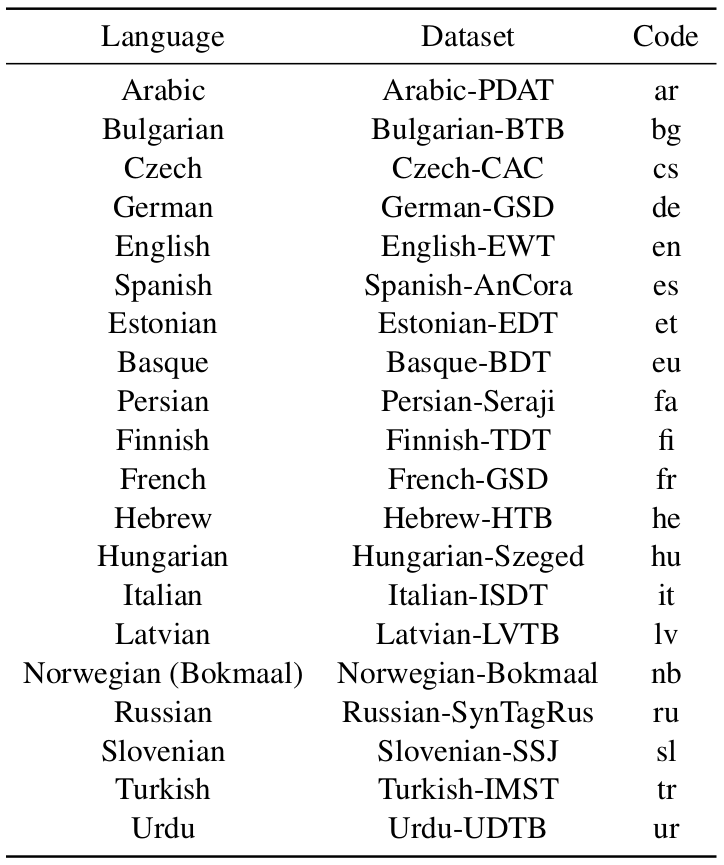 Language Dataset Code
Arabic Arabic-PDAT ar
Bulgarian Bulgarian-BTB bg
Czech Czech-CAC cs
German German-GSD de
English English-EWT en
Spanish Spanish-AnCora es
Estonian Estonian-EDT et
Basque Basque-BDT eu
Persian Persian-Seraji fa
Finnish Finnish-TDT fi
French French-GSD fr
Hebrew Hebrew-HTB he
Hungarian Hungarian-Szeged hu
Italian Italian-ISDT it
Latvian Latvian-LVTB lv
Norwegian (Bokmaal) Norwegian-Bokmaal nb
Russian Russian-SynTagRus ru
Slovenian Slovenian-SSJ sl
Turkish Turkish-IMST tr
Urdu Urdu-UDTB ur